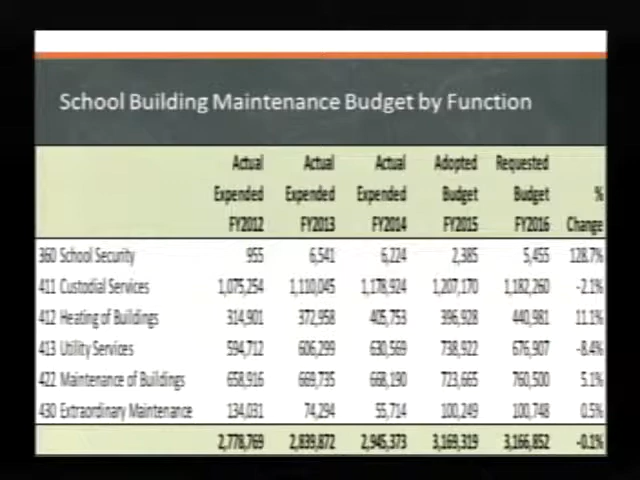 School Building Maintenance Budget by Function
Actual Actual Actual Adopted Requested
Expended Expended Expended Budget Budget %
FY2012 FY2013 FY2014 FY2015 FY2016 Change
360 School Security 955 6,541 6,224 2,385 5,455 128.7%
411 Custodial Services 1,075,254 1,110,045 1,178,924 1,207,170 1,182,260 -2.1%
412 Heating of Buildings 314,901 372,958 405,753 396,928 440,981 11.1%
413 Utility Services 594,712 606,299 630,569 738,922 676,907 -8.4%
422 Maintenance of Buildings 658,916 669,735 668,190 723,665 760,500 5.1%
430 Extraordinary Maintenance 134,031 74,294 55,714 100,249 100,748 0.5%
2,778,769 2,839,872 2,945,373 3,169,319 3,166,852 -0.1%